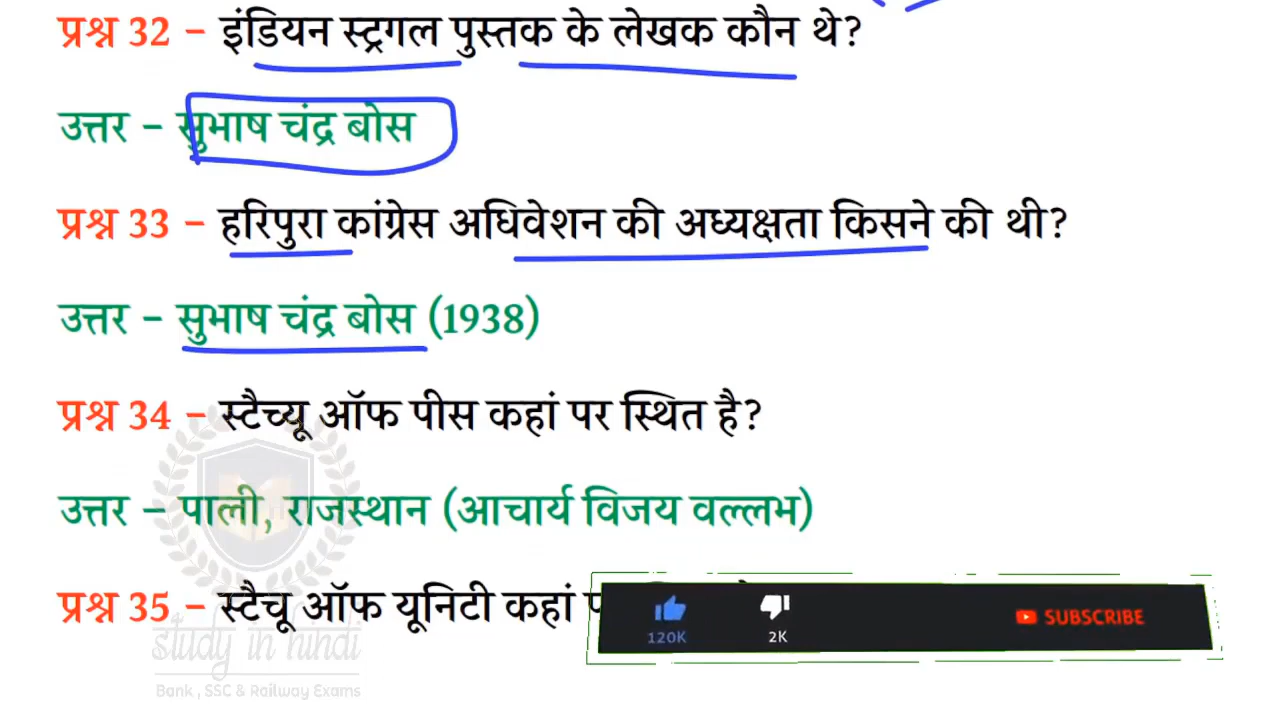 प्रश्न 32 – इंडियन स्ट्रगल पुस्तक के लेखक कौन थे?
उत्तर – सुभाष चंद्र बोस
प्रश्न 33 – हरिपुरा कांग्रेस अधिवेशन की अध्यक्षता किसने की थी?
उत्तर – सुभाष चंद्र बोस (1938)
प्रश्न 34 – स्टैच्यू ऑफ पीस कहां पर स्थित है?
उत्तर – पाली, राजस्थान (आचार्य विजय वल्लभ)
प्रश्न 35 – स्टैचू ऑफ यूनिटी कहां
120K 2K SUBSCRIBE
study in hindi
Bank , SSC & Railway Exams